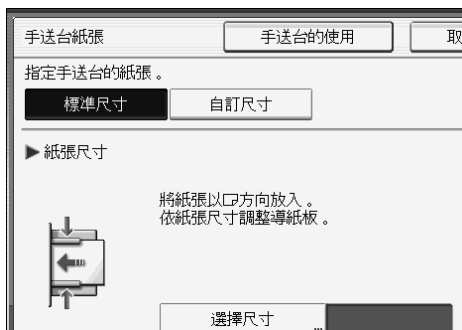 手送台紙張
手送台的使用
取
指定手送台的紙張。
標準尺寸
自訂尺寸
▶ 紙張尺寸
將紙張以方向放入。
依紙張尺寸調整導紙板。
選擇尺寸